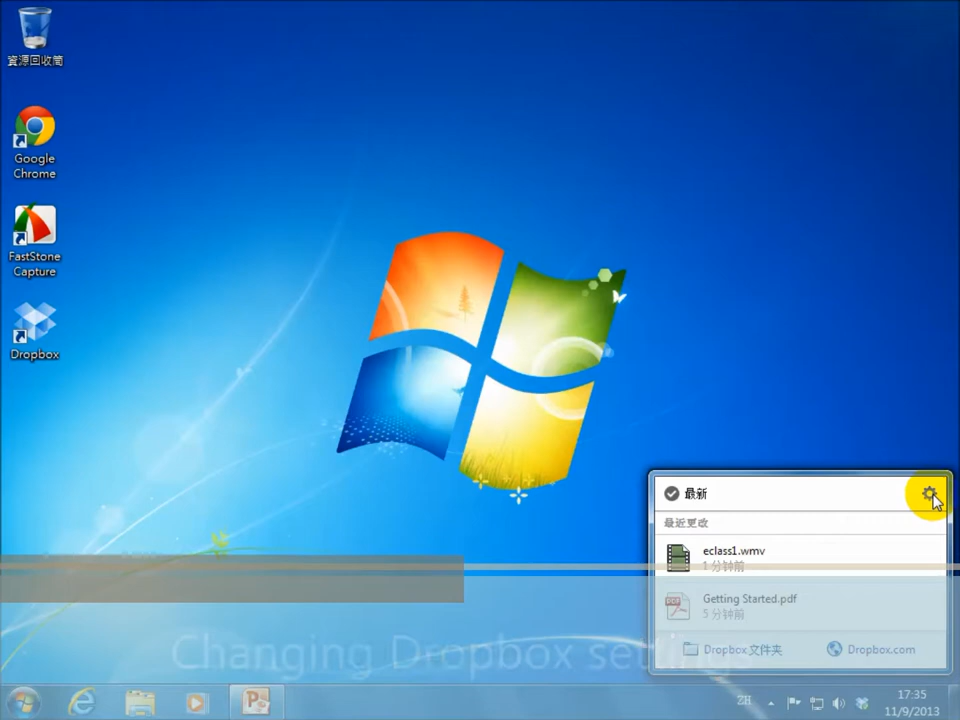 資源回收筒
Google
Chrome
FastStone
Capture
Dropbox
最新
最近更改
eclass1.wmv
1 分钟前
Getting Started.pdf
5 分钟前
Dropbox 文件夹
Dropbox.com
Changing Dropbox settings
ZH
17:35
11/9/2013